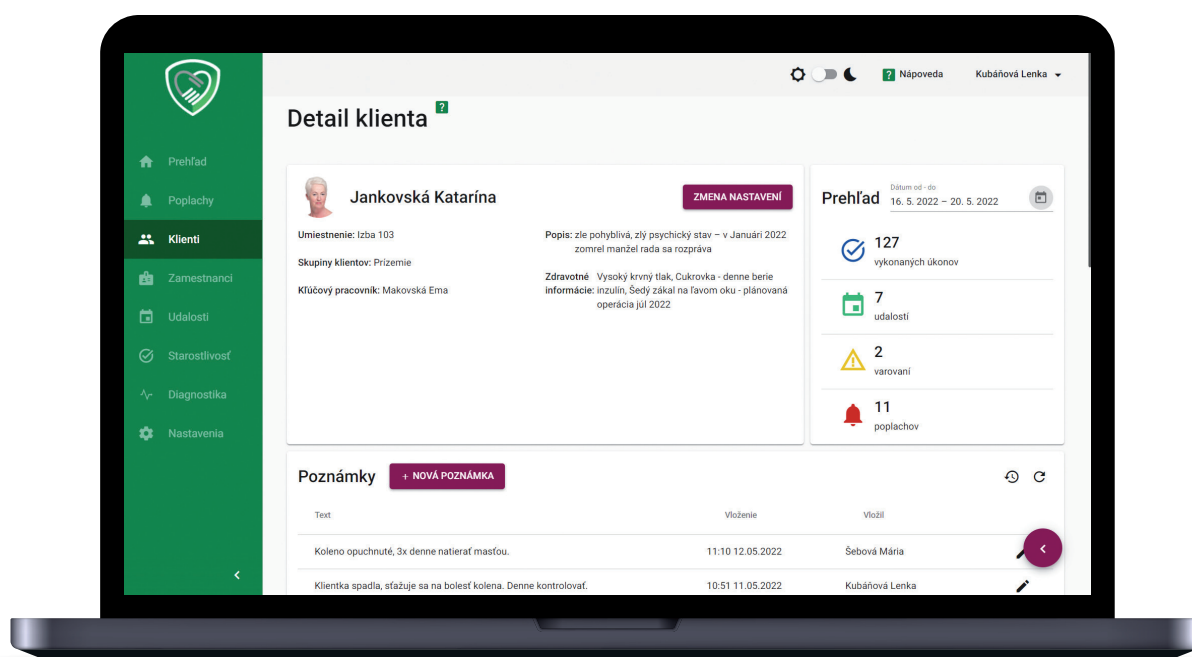 Nápoveda
Kubáňová Lenka
Detail klienta ?
Prehľad
Poplachy
Klienti
Zamestnanci
Udalosti
Starostlivosť
Diagnostika
Nastavenia
Jankovská Katarína
ZMENA NASTAVENÍ
Umiestnenie: Izba 103
Skupiny klientov: Prízemie
Kľúčový pracovník: Makovská Ema
Popis: zle pohyblivá, zlý psychický stav – v Januári 2022
zomrel manžel rada sa rozpráva
Zdravotné Vysoký krvný tlak, Cukrovka - denne berie
informácie: inzulín, Šedý zákal na ľavom oku - plánovaná
operácia júl 2022
Prehľad
Dátum od - do
16. 5. 2022 – 20. 5. 2022
127
vykonaných úkonov
7
udalostí
2
varovaní
11
poplachov
Poznámky
+ NOVÁ POZNÁMKA
Text Vloženie Vložil
Koleno opuchnuté, 3x denne natierať masťou. 11:10 12.05.2022 Šebová Mária
Klientka spadla, sťažuje sa na bolesť kolena. Denne kontrolovať. 10:51 11.05.2022 Kubáňová Lenka